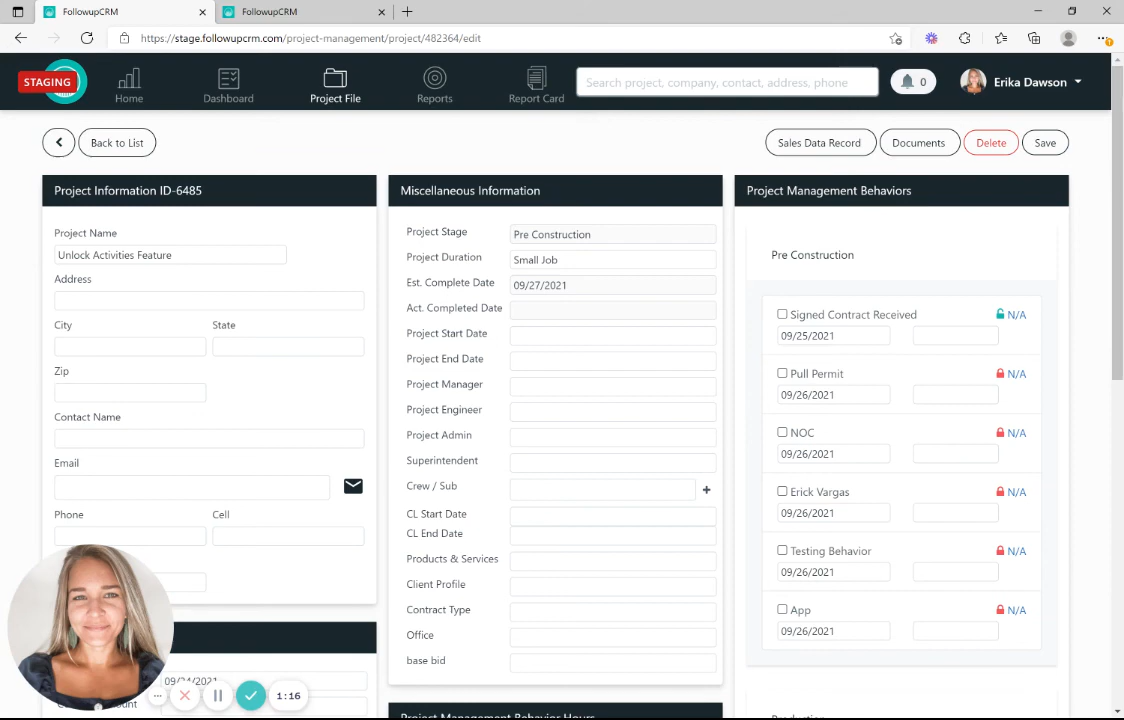 FollowupCRM
FollowupCRM
https://stage.followupcrm.com/project-management/project/482364/edit
STAGING
Home
Dashboard
Project File
Reports
Report Card
Search project, company, contact, address, phone
0
Erika Dawson
Back to List
Sales Data Record
Documents
Delete
Save
Project Information ID-6485
Project Name
Unlock Activities Feature
Address
City State
Zip
Contact Name
Email
Phone Cell
09/24/2021
Miscellaneous Information
Project Stage Pre Construction
Project Duration Small Job
Est. Complete Date 09/27/2021
Act. Completed Date
Project Start Date
Project End Date
Project Manager
Project Engineer
Project Admin
Superintendent
Crew / Sub +
CL Start Date
CL End Date
Products & Services
Client Profile
Contract Type
Office
base bid
Project Management Behavior Hours
Project Management Behaviors
Pre Construction
Signed Contract Received N/A
09/25/2021
Pull Permit N/A
09/26/2021
NOC N/A
09/26/2021
Erick Vargas N/A
09/26/2021
Testing Behavior N/A
09/26/2021
App N/A
09/26/2021
Production
1:16